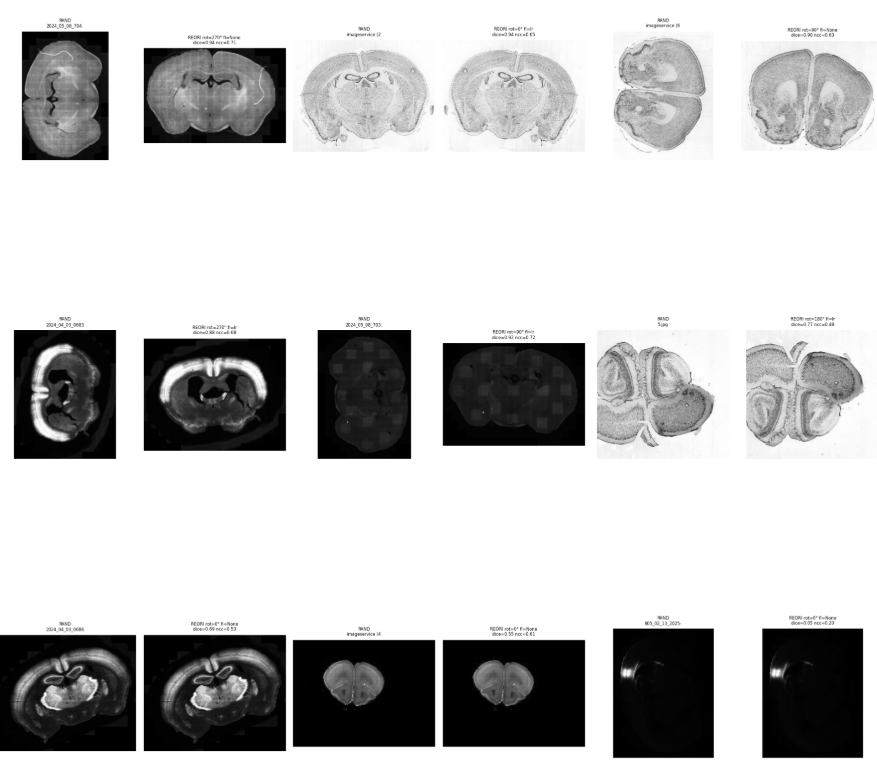 RAND
2024_05_08_704.
REORI rot=270° fl=None
dice=0.94 ncc=0.71
RAND
imageservice (2
REORI rot=0° fl=lr
dice=0.94 ncc=0.65
RAND
imageservice (6
REORI rot=90° fl=None
dice=0.90 ncc=0.63
RAND
2024_04_03_0683
REORI rot=270° fl=lr
dice=0.88 ncc=0.68
RAND
2024_05_08_703.
REORI rot=90° fl=lr
dice=0.92 ncc=0.72
RAND
5.jpg
REORI rot=180° fl=lr
dice=0.77 ncc=0.48
RAND
2024_04_03_0686
REORI rot=0° fl=None
dice=0.69 ncc=0.53
RAND
imageservice (4
REORI rot=0° fl=None
dice=0.55 ncc=0.61
RAND
REORI rot=0° fl=None
dice=0.05 ncc=0.20